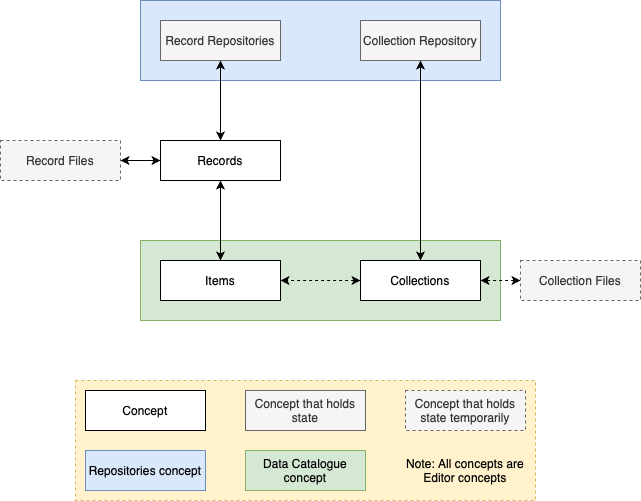 Record Repositories
Collection Repository
Record Files
Records
Items
Collections
Collection Files
Concept
Concept that holds
state
Concept that holds
state temporarily
Repositories concept
Data Catalogue
concept
Note: All concepts are
Editor concepts